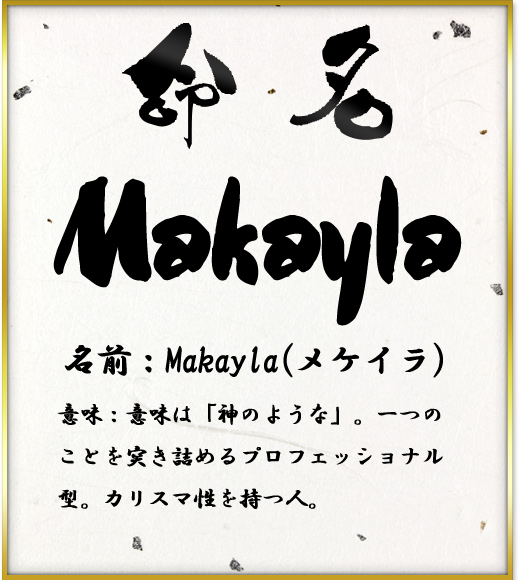 命名
Makayla
名前：Makayla(メケイラ)
意味：意味は「神のような」。一つの
ことを突き詰めるプロフェッショナル
型。カリスマ性を持つ人。